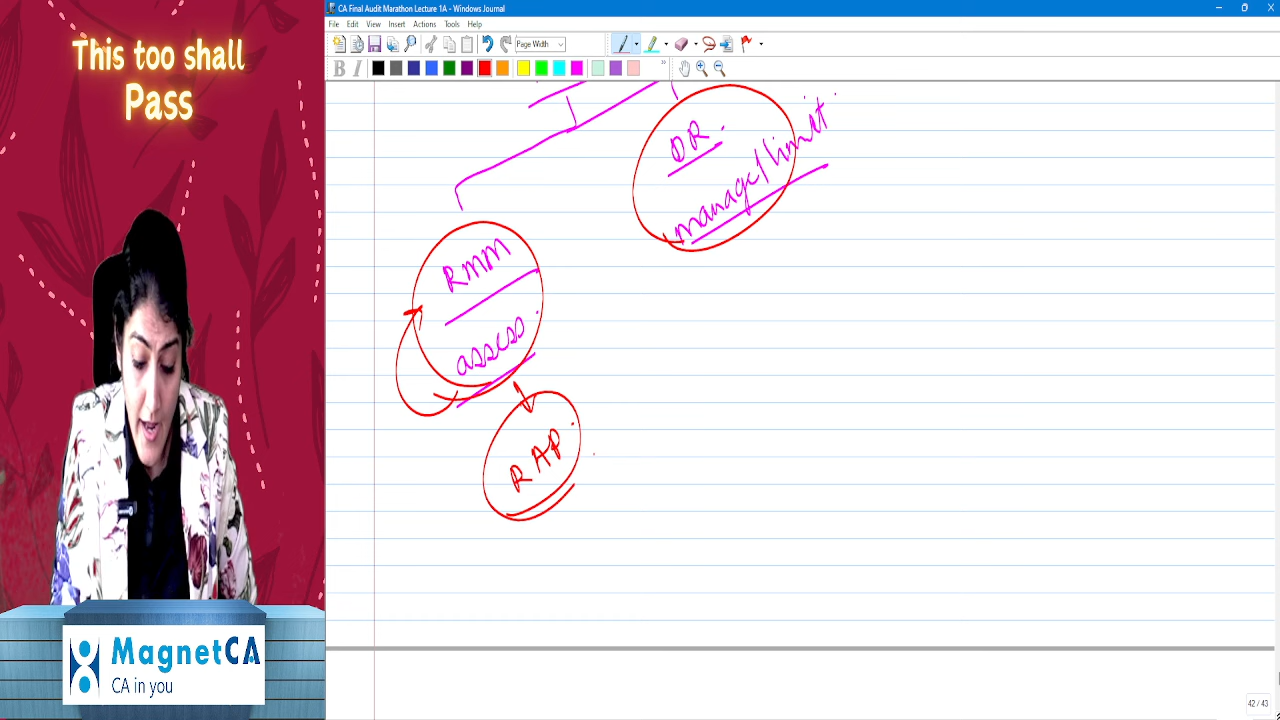 This too shall
Pass
CA Final Audit Marathon Lecture 1A - Windows Journal
File Edit View Insert Actions Tools Help
Page Width
B I
DR.
manage/limit.
RMM
assess.
RAP.
MagnetCA
CA in you
42 / 43